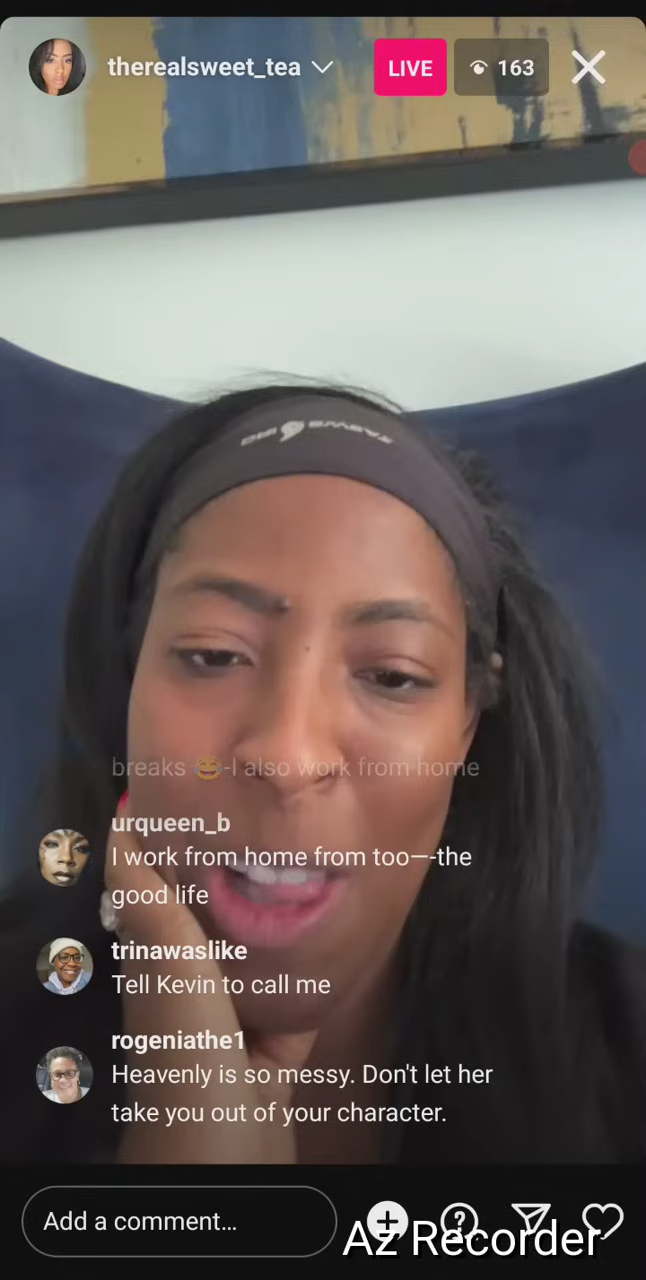 therealsweet_tea
LIVE
163
breaks 😂-I also work from home
urqueen_b
I work from home from too—-the
good life
trinawaslike
Tell Kevin to call me
rogeniathe1
Heavenly is so messy. Don't let her
take you out of your character.
Add a comment...
Az Recorder